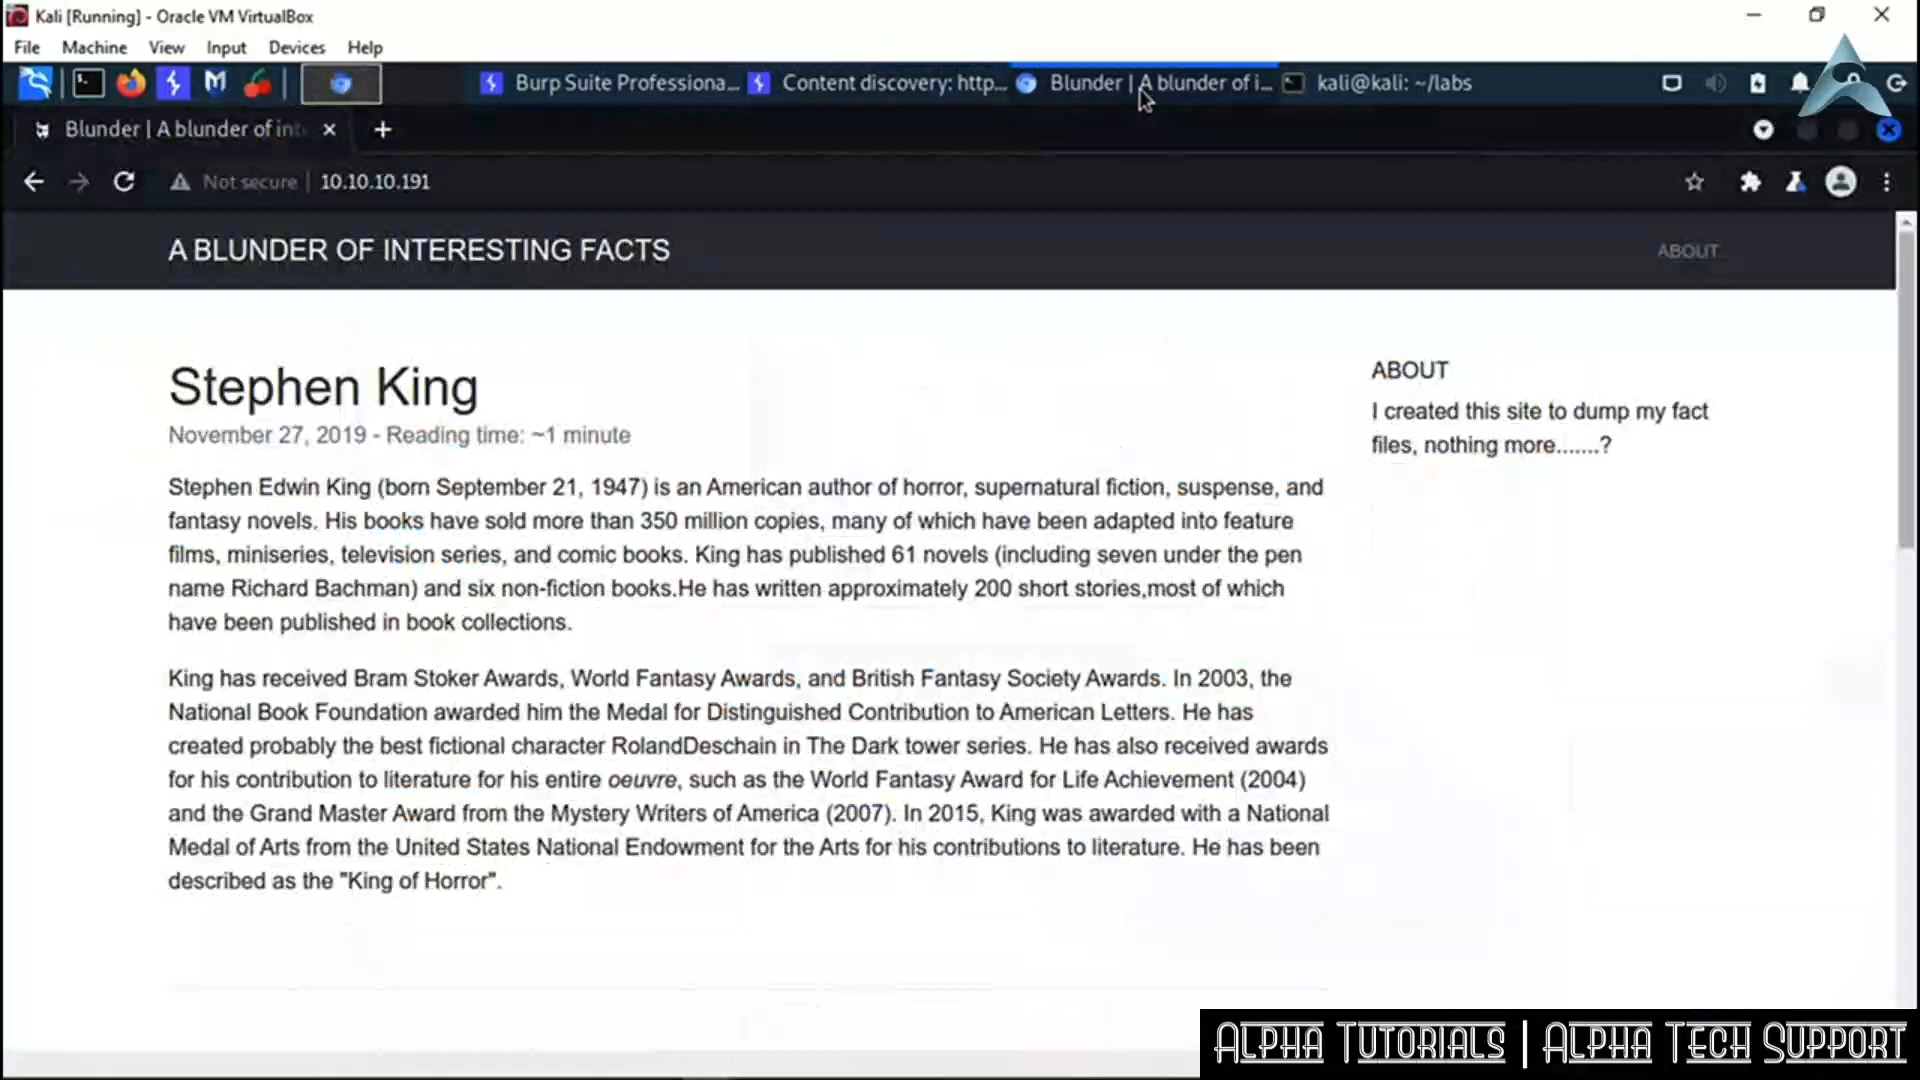 Kali [Running] - Oracle VM VirtualBox
File Machine View Input Devices Help
Burp Suite Professiona... Content discovery: http... Blunder | A blunder of i... kali@kali: ~/labs
Blunder | A blunder of int
Not secure | 10.10.10.191
A BLUNDER OF INTERESTING FACTS
ABOUT
Stephen King
November 27, 2019 - Reading time: ~1 minute
Stephen Edwin King (born September 21, 1947) is an American author of horror, supernatural fiction, suspense, and
fantasy novels. His books have sold more than 350 million copies, many of which have been adapted into feature
films, miniseries, television series, and comic books. King has published 61 novels (including seven under the pen
name Richard Bachman) and six non-fiction books.He has written approximately 200 short stories,most of which
have been published in book collections.
King has received Bram Stoker Awards, World Fantasy Awards, and British Fantasy Society Awards. In 2003, the
National Book Foundation awarded him the Medal for Distinguished Contribution to American Letters. He has
created probably the best fictional character RolandDeschain in The Dark tower series. He has also received awards
for his contribution to literature for his entire oeuvre, such as the World Fantasy Award for Life Achievement (2004)
and the Grand Master Award from the Mystery Writers of America (2007). In 2015, King was awarded with a National
Medal of Arts from the United States National Endowment for the Arts for his contributions to literature. He has been
described as the "King of Horror".
ABOUT
I created this site to dump my fact
files, nothing more.......?
ALPHA TUTORIALS | ALPHA TECH SUPPORT